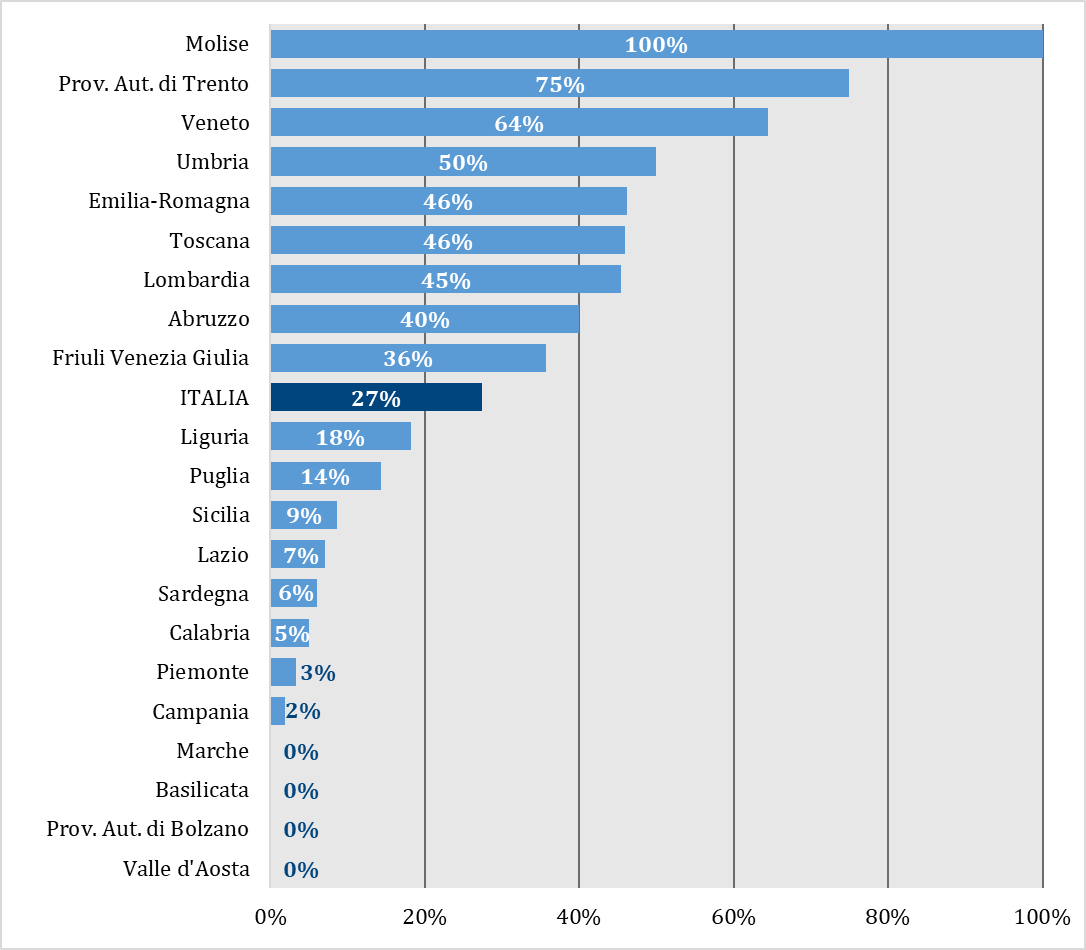 Molise 100%
Prov. Aut. di Trento 75%
Veneto 64%
Umbria 50%
Emilia-Romagna 46%
Toscana 46%
Lombardia 45%
Abruzzo 40%
Friuli Venezia Giulia 36%
ITALIA 27%
Liguria 18%
Puglia 14%
Sicilia 9%
Lazio 7%
Sardegna 6%
Calabria 5%
Piemonte 3%
Campania 2%
Marche 0%
Basilicata 0%
Prov. Aut. di Bolzano 0%
Valle d'Aosta 0%
0% 20% 40% 60% 80% 100%